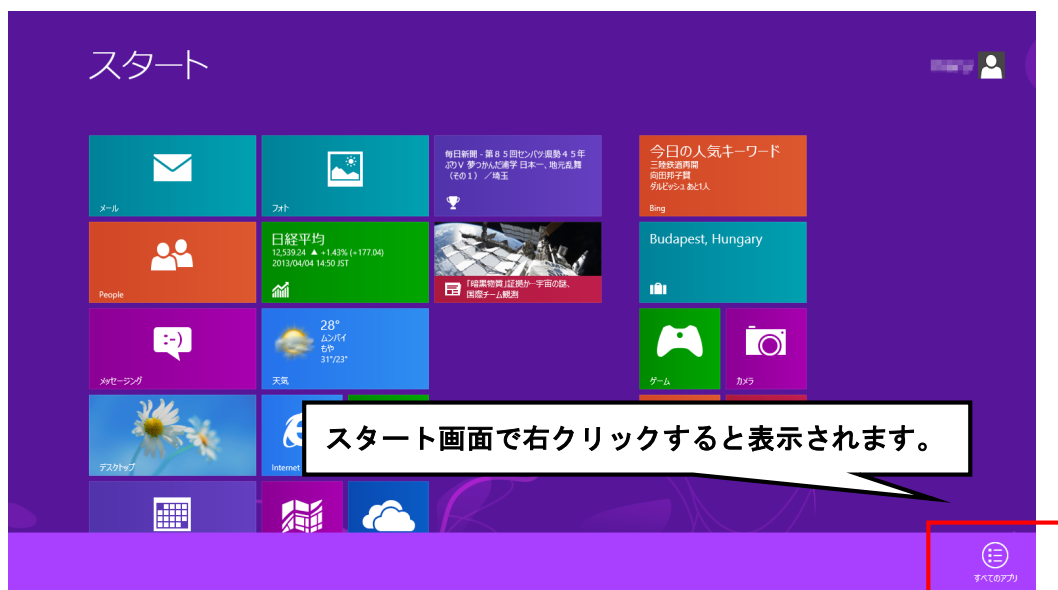 スタート
メール
フォト
毎日新聞 - 第８５回センバツ:県勢４５年
ぶりV 夢つかんだ浦学 日本一、地元乱舞
（その１）／埼玉
今日の人気キーワード
三陸鉄道再開
向田邦子賞
ダルビッシュ あと1人
Bing
People
日経平均
12,539.24 ▲ +1.43% (+177.04)
2013/04/04 14:50 JST
「暗黒物質」証拠か…宇宙の謎、
国際チーム観測
Budapest, Hungary
メッセージング
:-)
28°
ムンバイ
もや
31°/23°
天気
ゲーム
カメラ
デスクトップ
Internet
スタート画面で右クリックすると表示されます。
すべてのアプリ